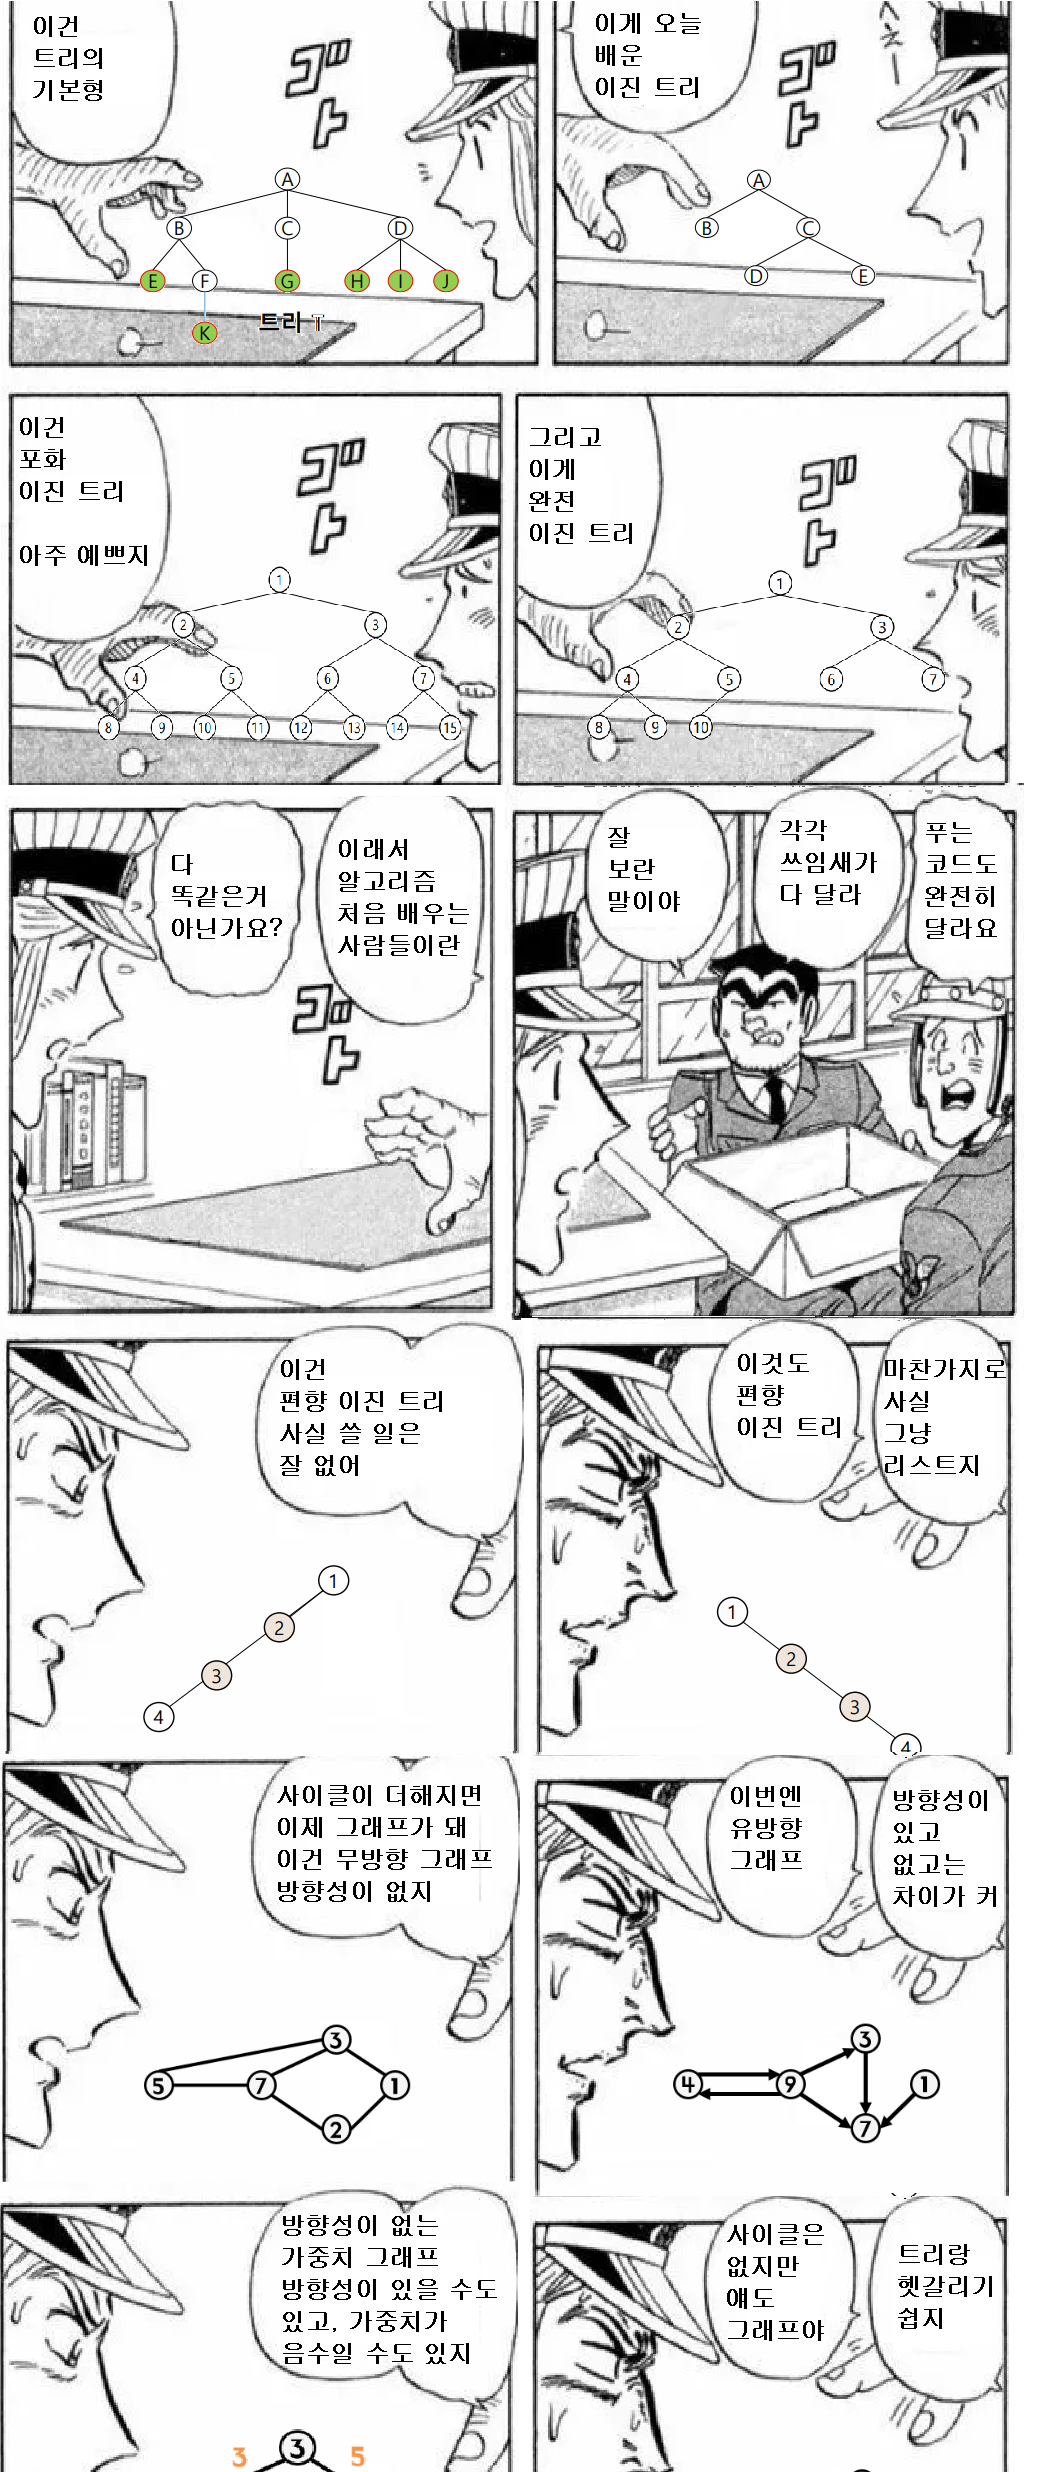 이건
트리의
기본형
ゴ
ト
A
B
C
D
E
F
G
H
I
J
K
트리 T
이게 오늘
배운
이진 트리
ゴ
ト
A
B
C
D
E
이건
포화
이진 트리
아주 예쁘지
ゴ
ト
1
2
3
4
5
6
7
8
9
10
11
12
13
14
15
그리고
이게
완전
이진 트리
ゴ
ト
1
2
3
4
5
6
7
8
9
10
다
똑같은거
아닌가요?
이래서
알고리즘
처음 배우는
사람들이란
ゴ
ト
잘
보란
말이야
각각
쓰임새가
다 달라
푸는
코드도
완전히
달라요
이건
편향 이진 트리
사실 쓸 일은
잘 없어
1
2
3
4
이것도
편향
이진 트리
마찬가지로
사실
그냥
리스트지
1
2
3
4
사이클이 더해지면
이제 그래프가 돼
이건 무방향 그래프
방향성이 없지
3
5
7
1
2
이번엔
유방향
그래프
방향성이
있고
없고는
차이가 커
3
4
9
1
7
방향성이 없는
가중치 그래프
방향성이 있을 수도
있고, 가중치가
음수일 수도 있지
3
3
5
사이클은
없지만
얘도
그래프야
트리랑
헷갈리기
쉽지